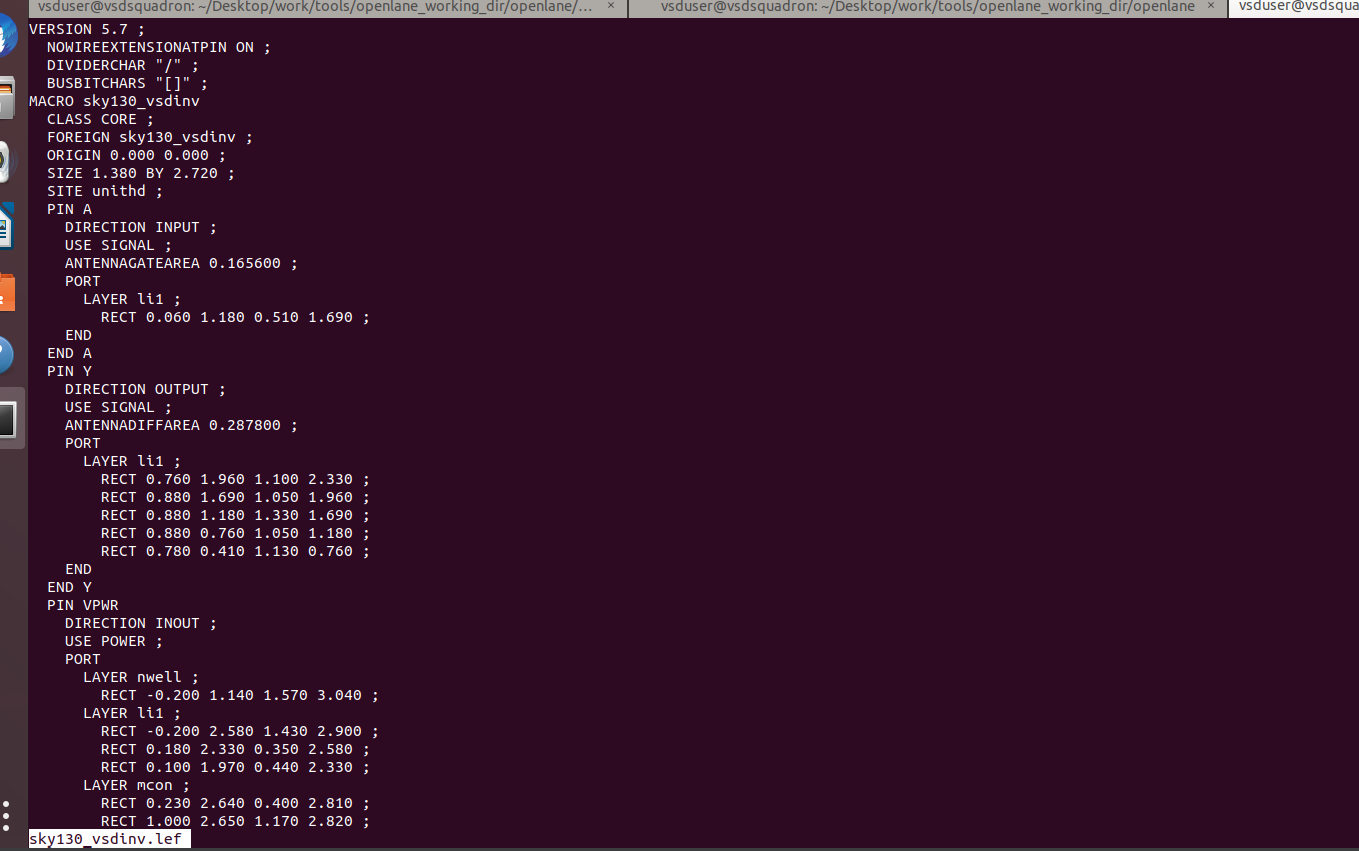 vsduser@vsdsquadron: ~/Desktop/work/tools/openlane_working_dir/openlane/... × vsduser@vsdsquadron: ~/Desktop/work/tools/openlane_working_dir/openlane × vsduser@vsdsqua
VERSION 5.7 ;
  NOWIREEXTENSIONATPIN ON ;
  DIVIDERCHAR "/" ;
  BUSBITCHARS "[]" ;
MACRO sky130_vsdinv
  CLASS CORE ;
  FOREIGN sky130_vsdinv ;
  ORIGIN 0.000 0.000 ;
  SIZE 1.380 BY 2.720 ;
  SITE unithd ;
  PIN A
    DIRECTION INPUT ;
    USE SIGNAL ;
    ANTENNAGATEAREA 0.165600 ;
    PORT
      LAYER li1 ;
        RECT 0.060 1.180 0.510 1.690 ;
    END
  END A
  PIN Y
    DIRECTION OUTPUT ;
    USE SIGNAL ;
    ANTENNADIFFAREA 0.287800 ;
    PORT
      LAYER li1 ;
        RECT 0.760 1.960 1.100 2.330 ;
        RECT 0.880 1.690 1.050 1.960 ;
        RECT 0.880 1.180 1.330 1.690 ;
        RECT 0.880 0.760 1.050 1.180 ;
        RECT 0.780 0.410 1.130 0.760 ;
    END
  END Y
  PIN VPWR
    DIRECTION INOUT ;
    USE POWER ;
    PORT
      LAYER nwell ;
        RECT -0.200 1.140 1.570 3.040 ;
      LAYER li1 ;
        RECT -0.200 2.580 1.430 2.900 ;
        RECT 0.180 2.330 0.350 2.580 ;
        RECT 0.100 1.970 0.440 2.330 ;
      LAYER mcon ;
        RECT 0.230 2.640 0.400 2.810 ;
        RECT 1.000 2.650 1.170 2.820 ;
sky130_vsdinv.lef